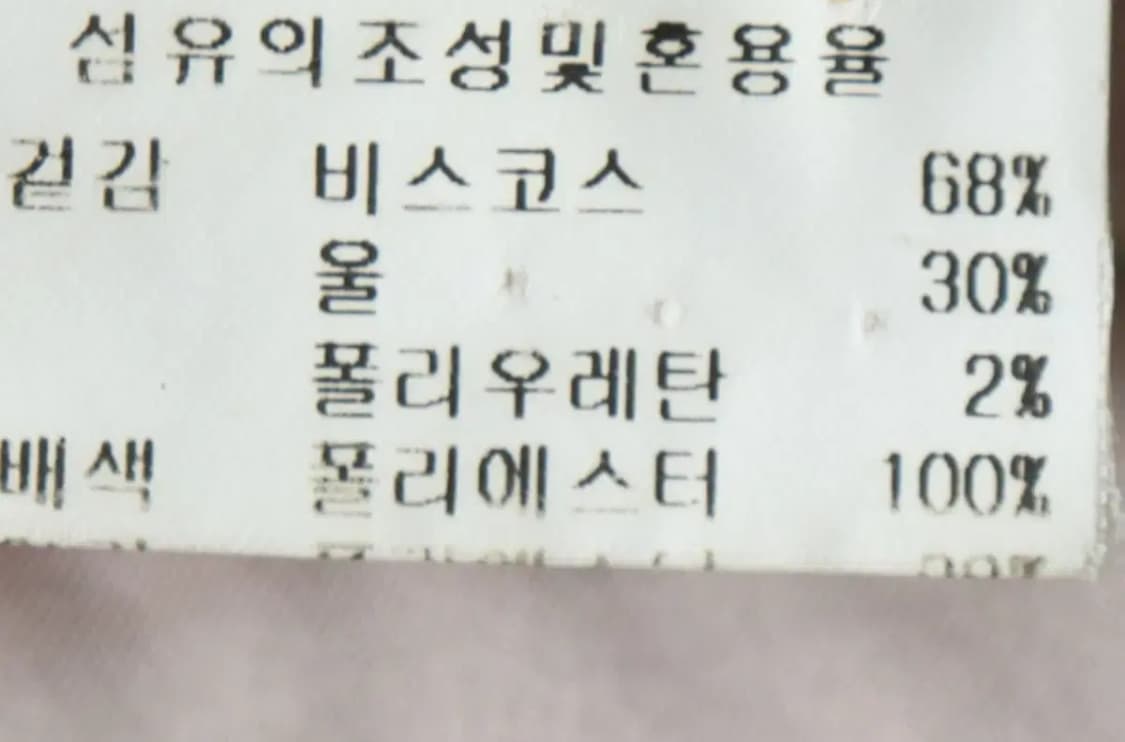 섬유의조성및혼용율
겉감 비스코스 68%
울 30%
폴리우레탄 2%
배색 폴리에스터 100%